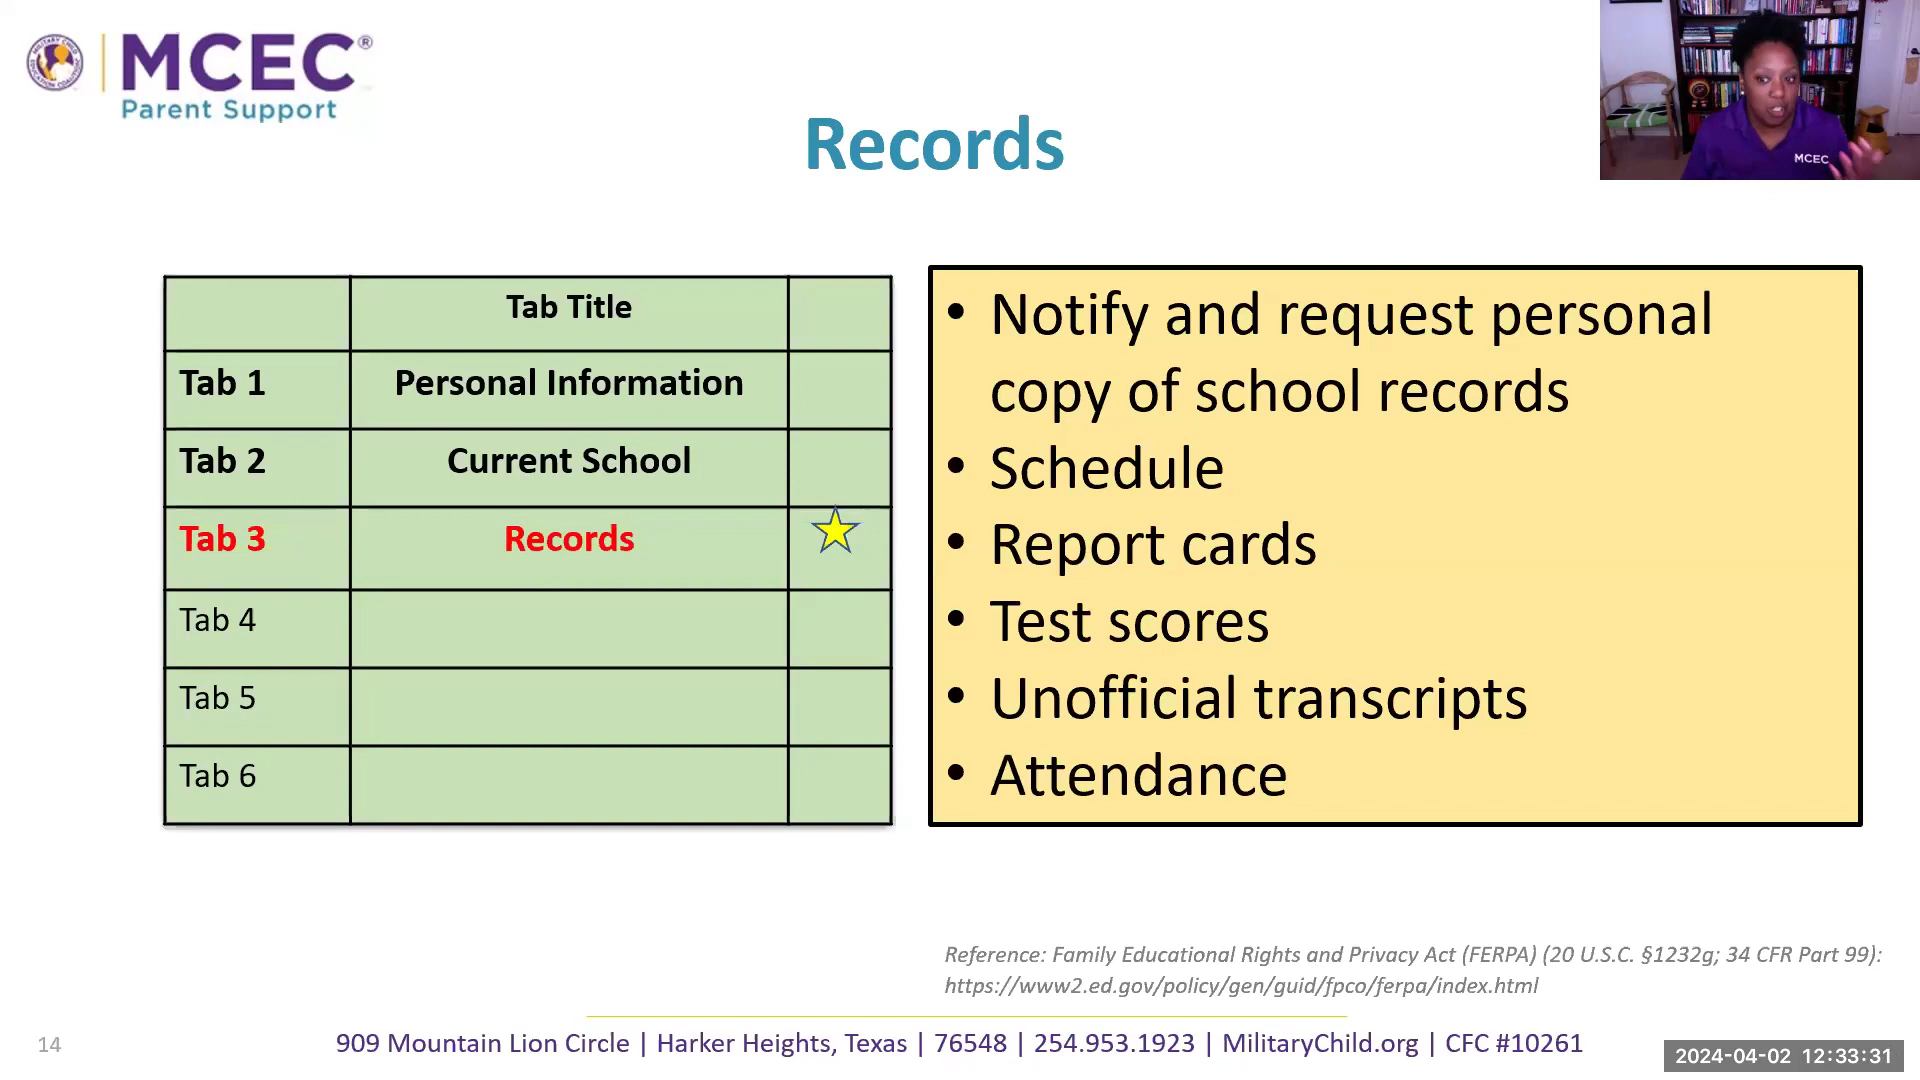 MCEC®
Parent Support
MCEC
Records
Tab Title
Tab 1 Personal Information
Tab 2 Current School
Tab 3 Records
Tab 4
Tab 5
Tab 6
• Notify and request personal
copy of school records
• Schedule
• Report cards
• Test scores
• Unofficial transcripts
• Attendance
Reference: Family Educational Rights and Privacy Act (FERPA) (20 U.S.C. §1232g; 34 CFR Part 99):
https://www2.ed.gov/policy/gen/guid/fpco/ferpa/index.html
14
909 Mountain Lion Circle | Harker Heights, Texas | 76548 | 254.953.1923 | MilitaryChild.org | CFC #10261
2024-04-02 12:33:31